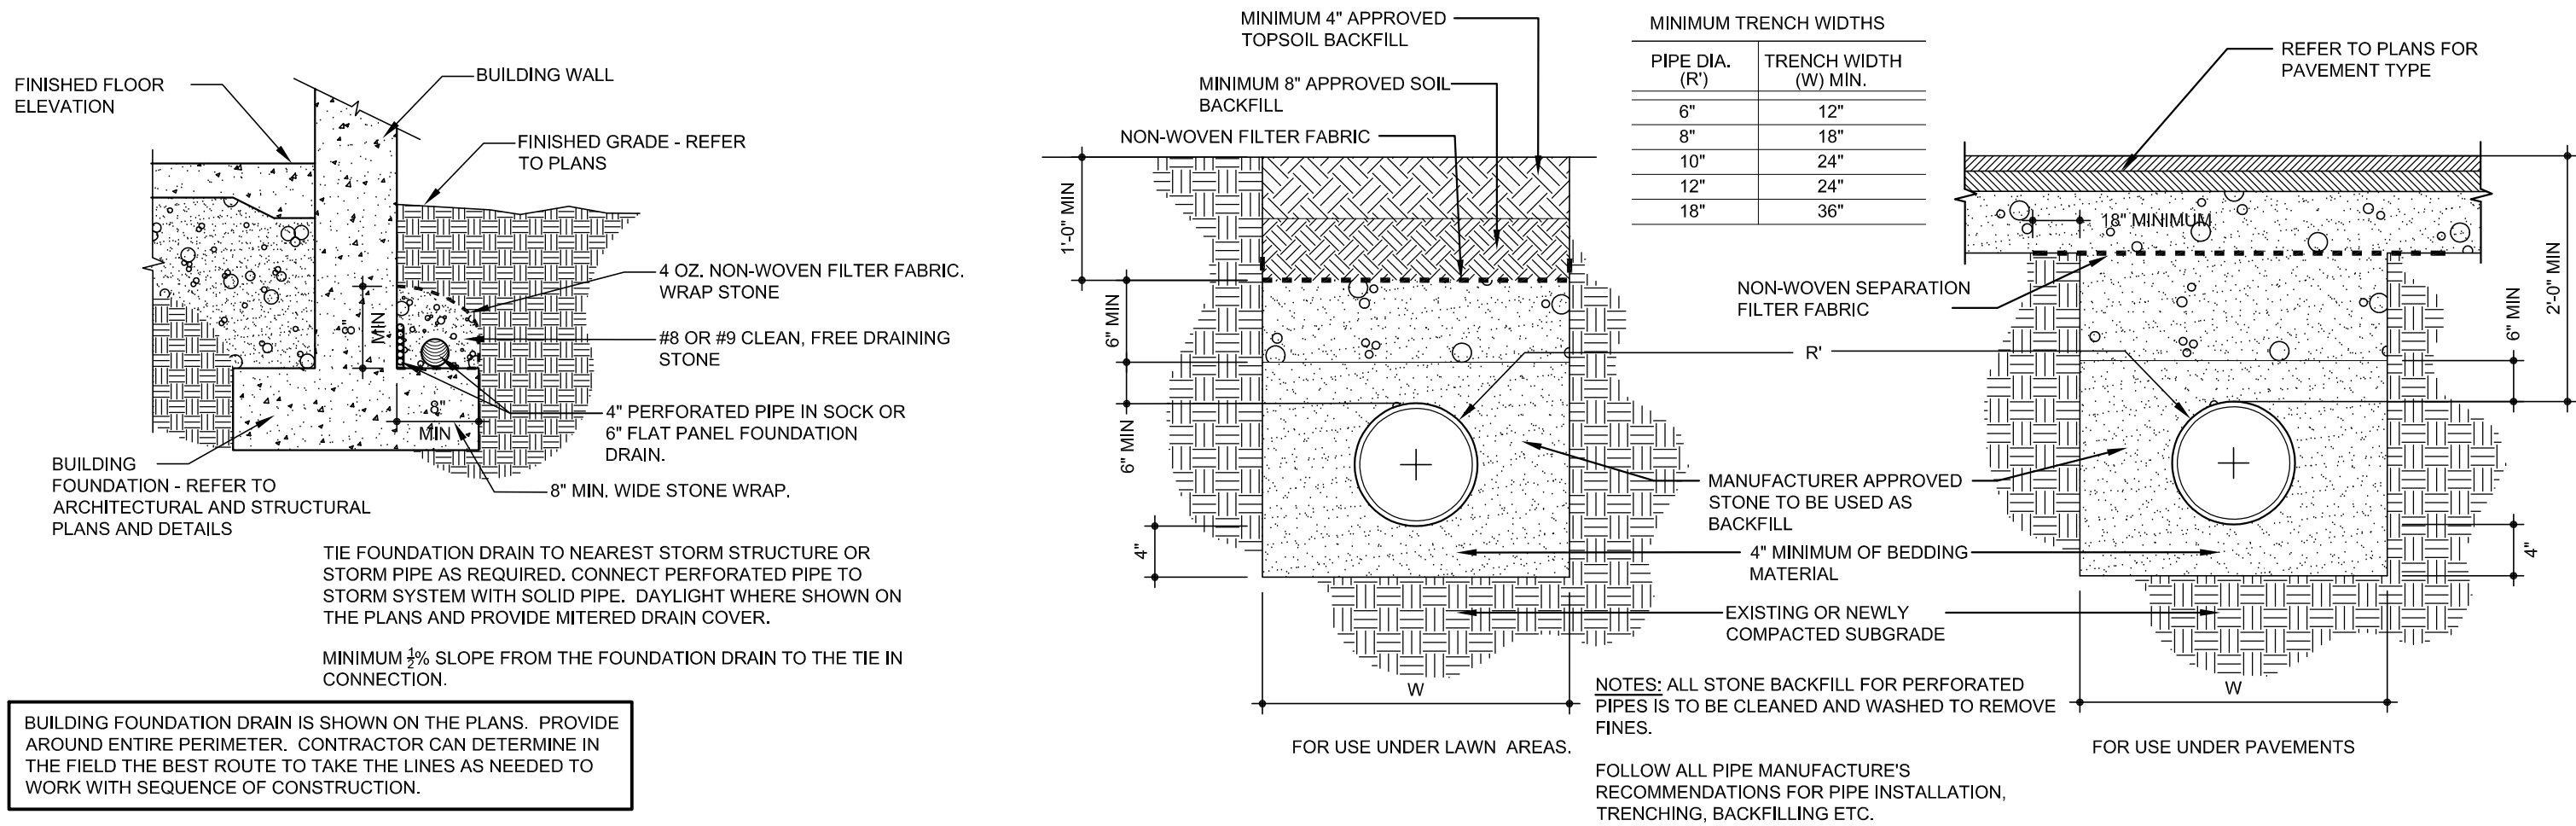 FINISHED FLOOR
ELEVATION
BUILDING WALL
FINISHED GRADE - REFER
TO PLANS
4 OZ. NON-WOVEN FILTER FABRIC.
WRAP STONE
#8 OR #9 CLEAN, FREE DRAINING
STONE
8"
MIN
8"
MIN
4" PERFORATED PIPE IN SOCK OR
6" FLAT PANEL FOUNDATION
DRAIN.
8" MIN. WIDE STONE WRAP.
BUILDING
FOUNDATION - REFER TO
ARCHITECTURAL AND STRUCTURAL
PLANS AND DETAILS
TIE FOUNDATION DRAIN TO NEAREST STORM STRUCTURE OR
STORM PIPE AS REQUIRED. CONNECT PERFORATED PIPE TO
STORM SYSTEM WITH SOLID PIPE. DAYLIGHT WHERE SHOWN ON
THE PLANS AND PROVIDE MITERED DRAIN COVER.
MINIMUM ½% SLOPE FROM THE FOUNDATION DRAIN TO THE TIE IN
CONNECTION.
BUILDING FOUNDATION DRAIN IS SHOWN ON THE PLANS. PROVIDE
AROUND ENTIRE PERIMETER. CONTRACTOR CAN DETERMINE IN
THE FIELD THE BEST ROUTE TO TAKE THE LINES AS NEEDED TO
WORK WITH SEQUENCE OF CONSTRUCTION.
MINIMUM 4" APPROVED
TOPSOIL BACKFILL
MINIMUM 8" APPROVED SOIL
BACKFILL
NON-WOVEN FILTER FABRIC
1'-0" MIN
6" MIN
6" MIN
4"
W
FOR USE UNDER LAWN AREAS.
MINIMUM TRENCH WIDTHS
PIPE DIA. TRENCH WIDTH
(R') (W) MIN.
6" 12"
8" 18"
10" 24"
12" 24"
18" 36"
REFER TO PLANS FOR
PAVEMENT TYPE
18" MINIMUM
NON-WOVEN SEPARATION
FILTER FABRIC
R'
MANUFACTURER APPROVED
STONE TO BE USED AS
BACKFILL
4" MINIMUM OF BEDDING
MATERIAL
EXISTING OR NEWLY
COMPACTED SUBGRADE
2'-0" MIN
6" MIN
4"
W
FOR USE UNDER PAVEMENTS
NOTES: ALL STONE BACKFILL FOR PERFORATED
PIPES IS TO BE CLEANED AND WASHED TO REMOVE
FINES.
FOLLOW ALL PIPE MANUFACTURE'S
RECOMMENDATIONS FOR PIPE INSTALLATION,
TRENCHING, BACKFILLING ETC.